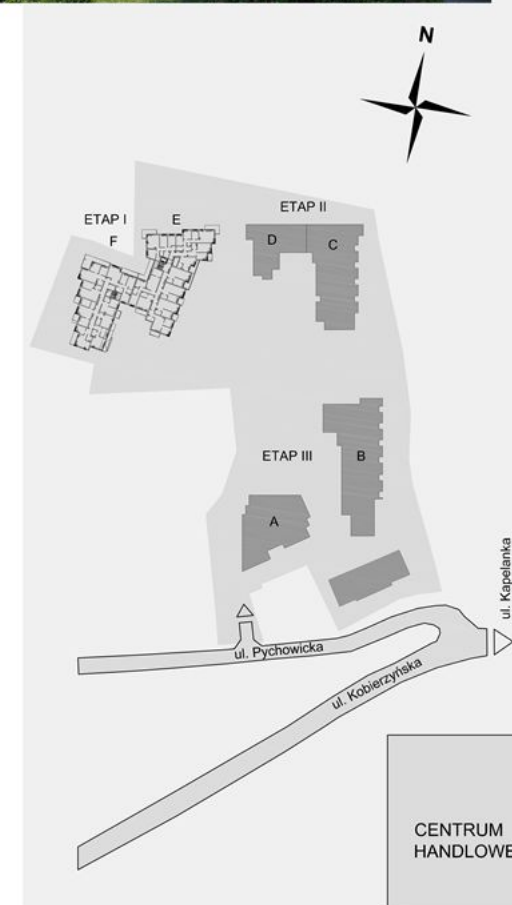 N
ETAP I
E
F
ETAP II
D
C
ETAP III
B
A
ul. Kapelanka
ul. Pychowicka
ul. Kobierzyńska
CENTRUM
HANDLOWE